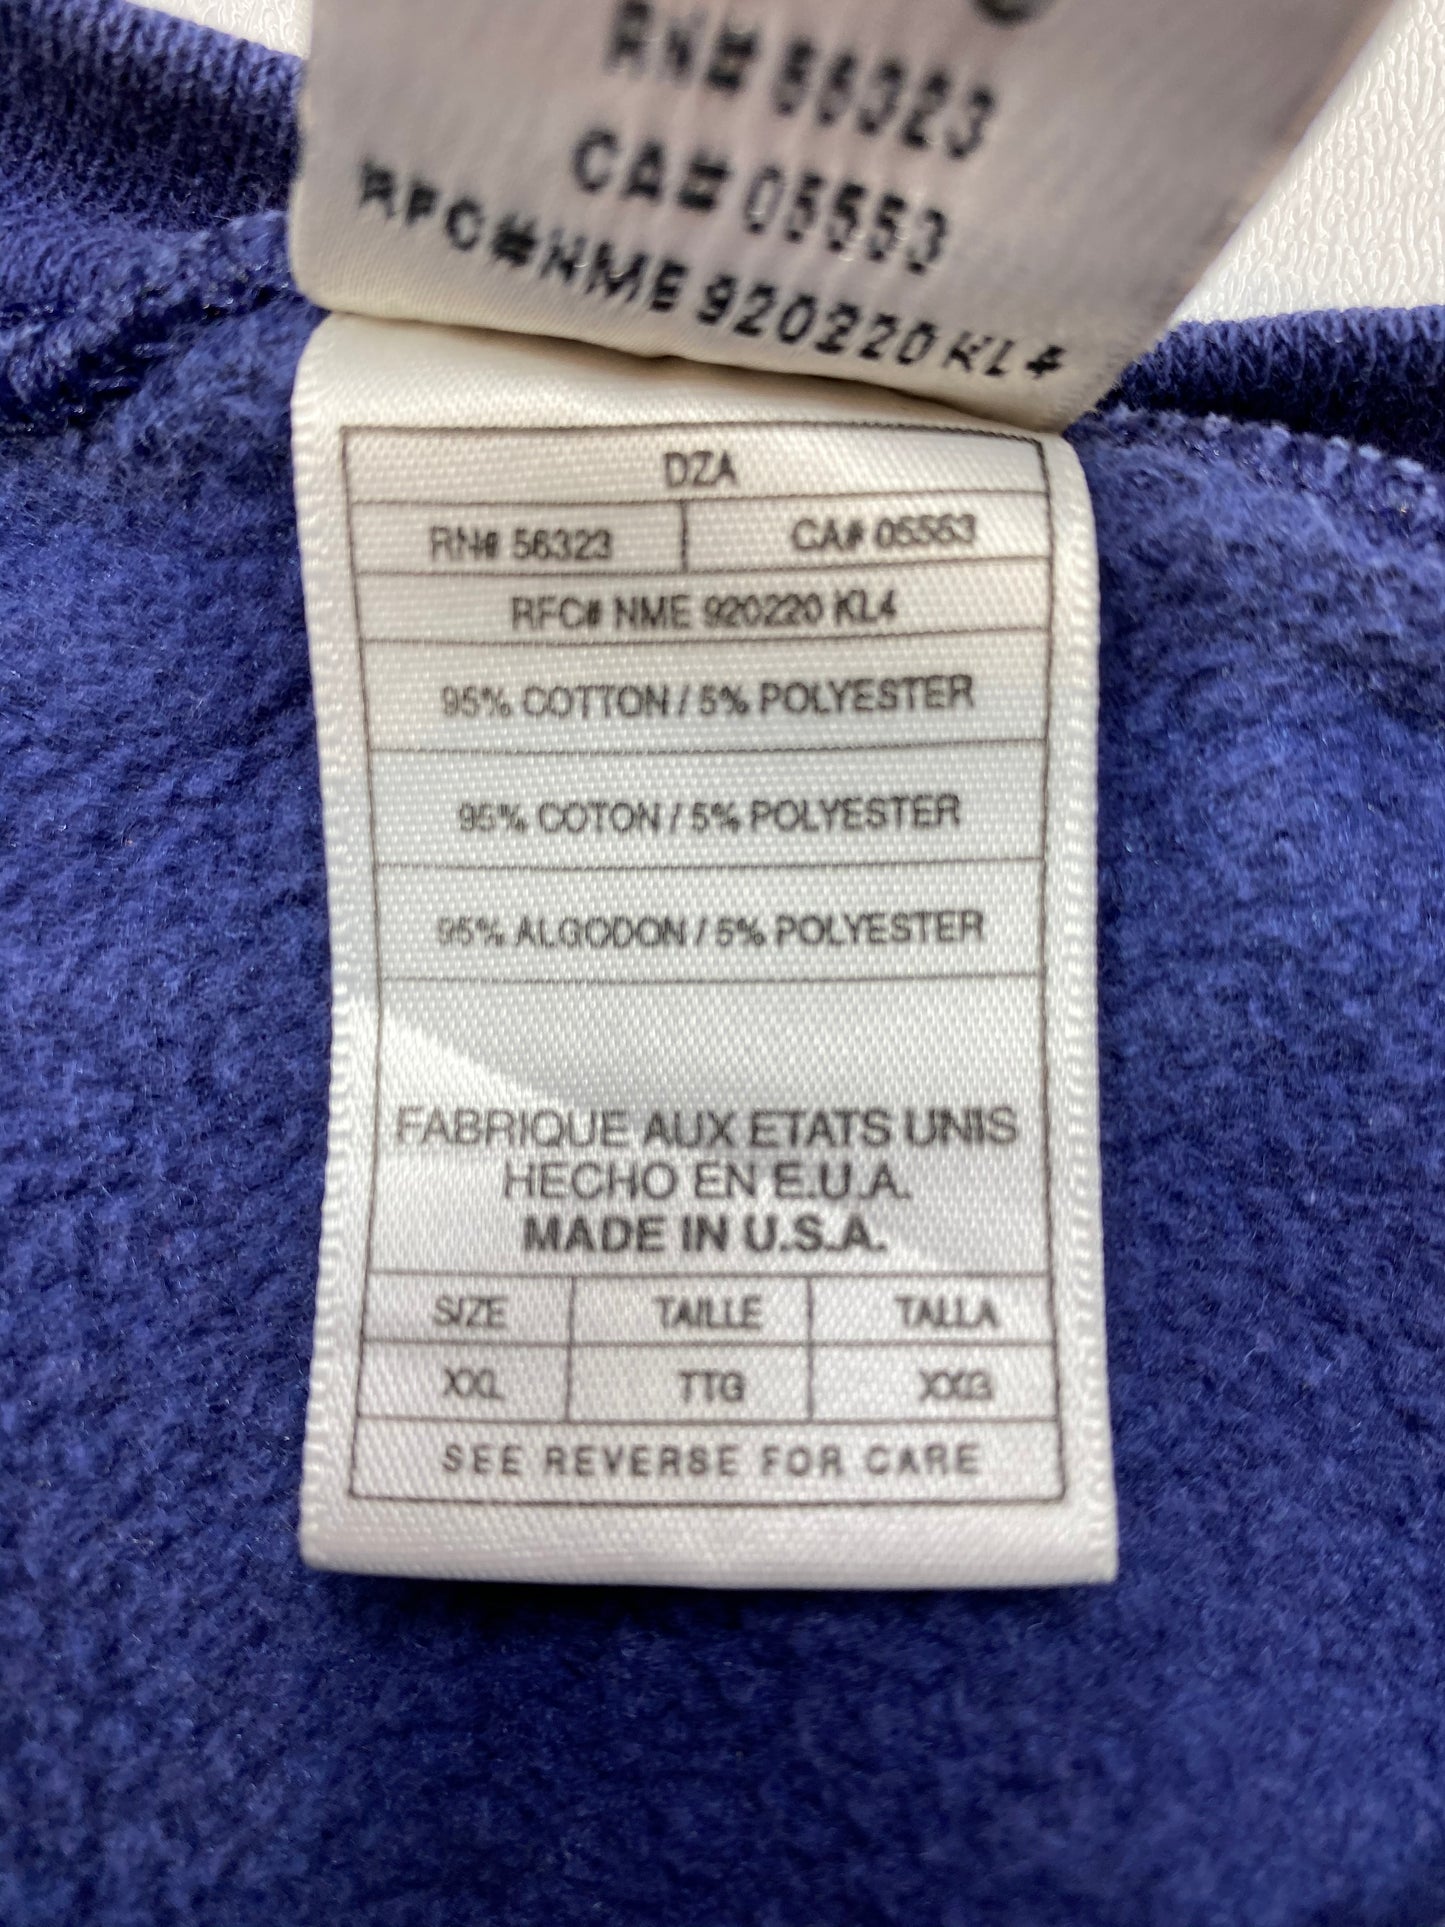 RN# 56323
CA# 05553
RFC# NME 920220 KL4
DZA
RN# 56323 CA# 05553
RFC# NME 920220 KL4
95% COTTON / 5% POLYESTER
95% COTON / 5% POLYESTER
95% ALGODON / 5% POLYESTER
FABRIQUE AUX ETATS UNIS
HECHO EN E.U.A.
MADE IN U.S.A.
SIZE TAILLE TALLA
XXL TTG XXG
SEE REVERSE FOR CARE